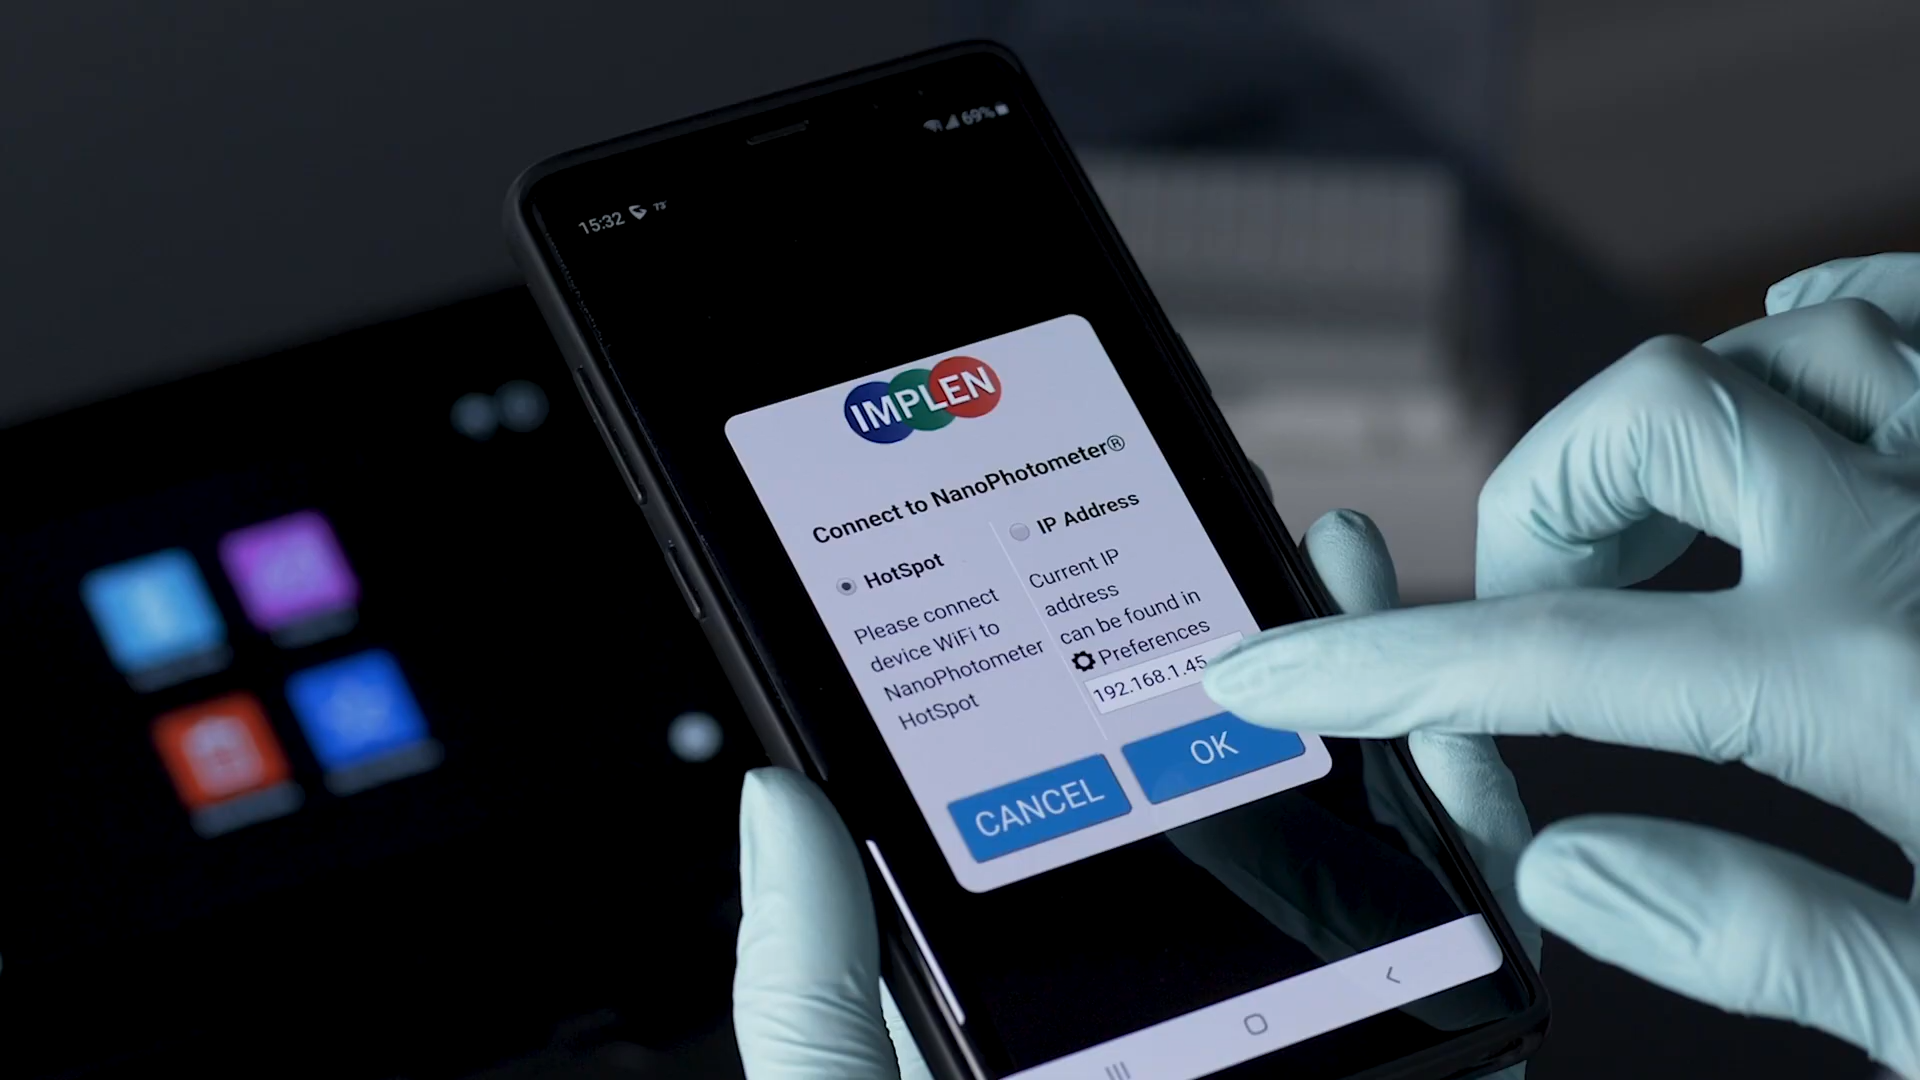 15:32
69%
IMPLEN
Connect to NanoPhotometer®
HotSpot
Please connect
device WiFi to
NanoPhotometer
HotSpot
IP Address
Current IP
address
can be found in
Preferences
192.168.1.45
CANCEL
OK